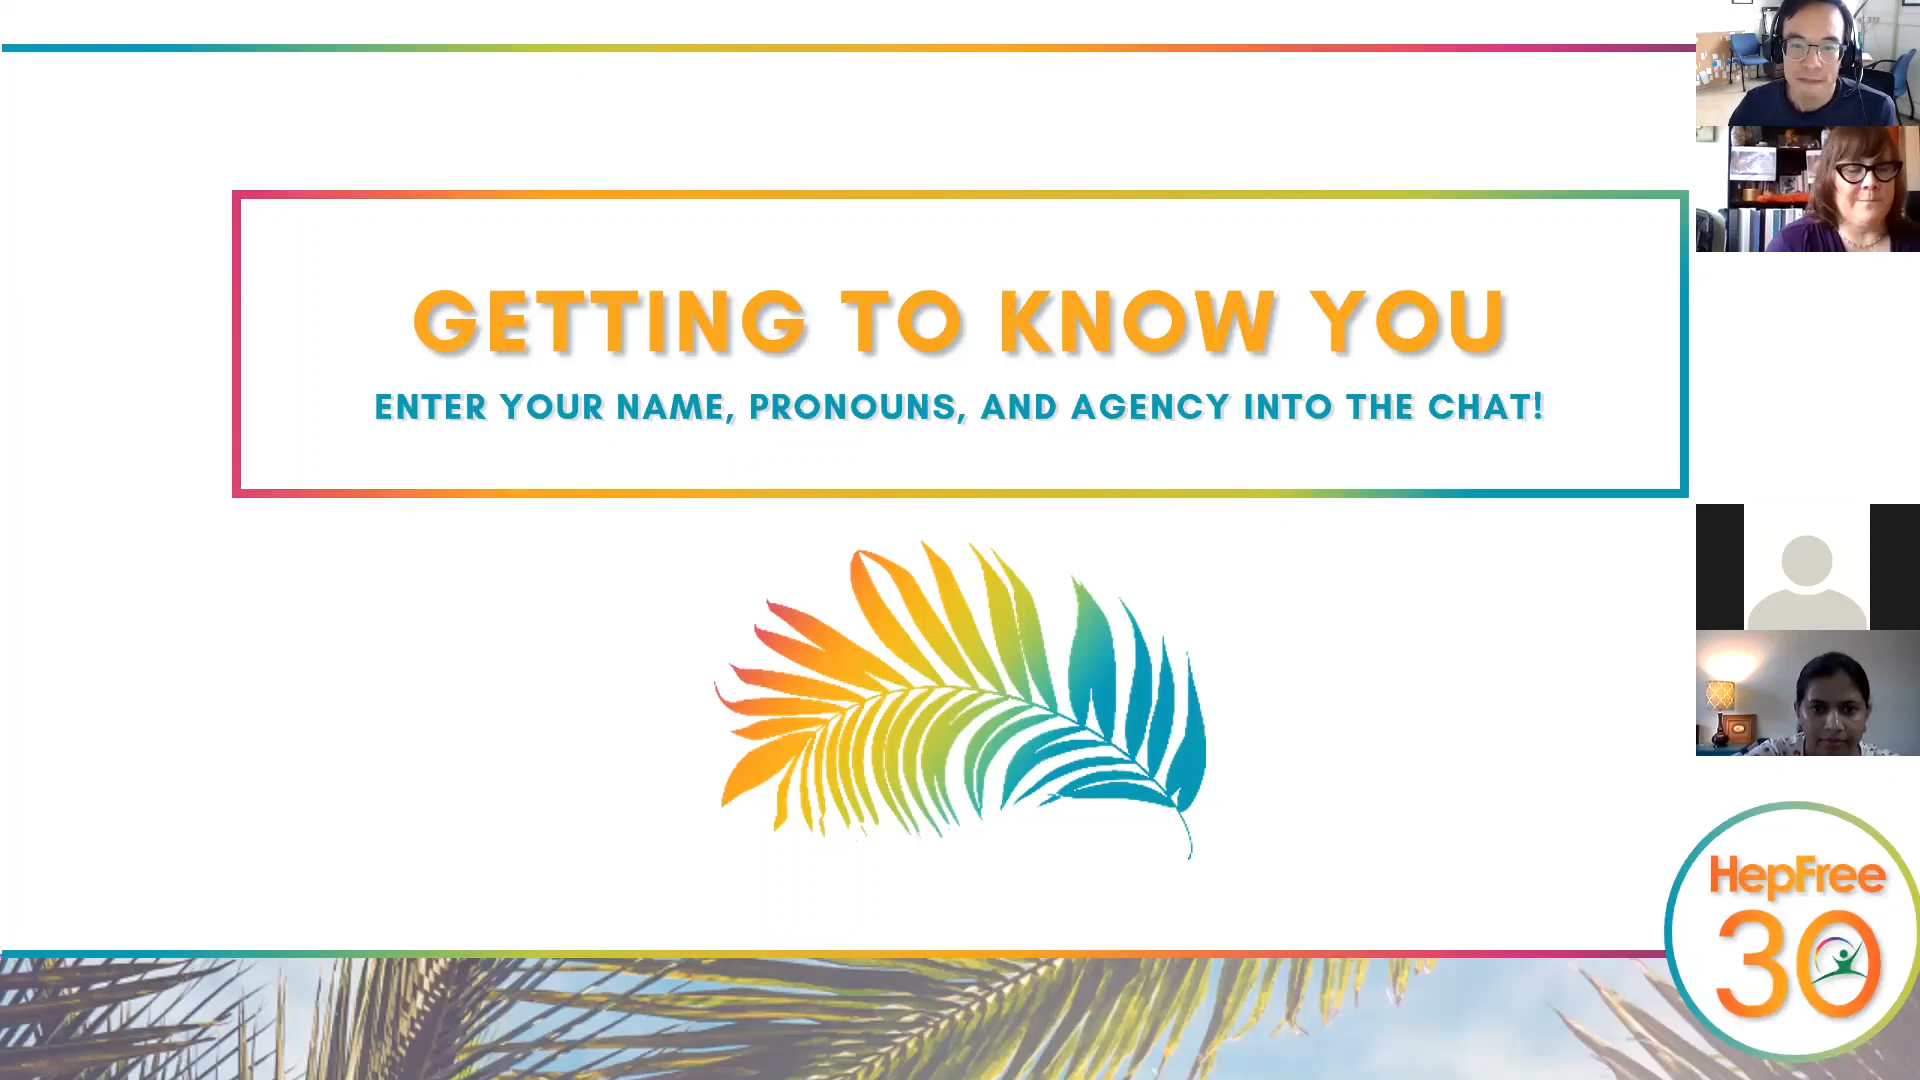 GETTING TO KNOW YOU
ENTER YOUR NAME, PRONOUNS, AND AGENCY INTO THE CHAT!
HepFree
30